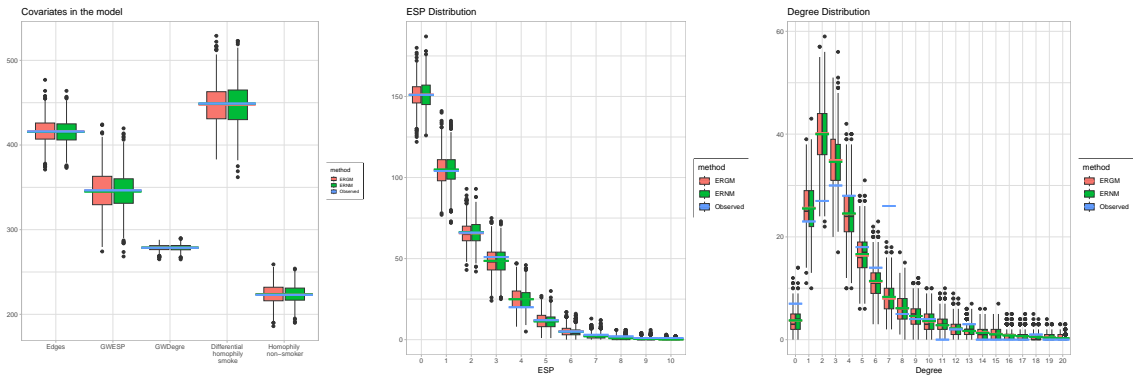 Covariates in the model
500
400
300
200
Edges
GWESP
GWDegre
Differential
homophily
smoke
Homophily
non-smoker
method
ERGM
ERNM
Observed
ESP Distribution
150
100
50
0
0 1 2 3 4 5 6 7 8 9 10
ESP
method
ERGM
ERNM
Observed
Degree Distribution
60
40
20
0
0 1 2 3 4 5 6 7 8 9 10 11 12 13 14 15 16 17 18 19 20
Degree
method
ERGM
ERNM
Observed